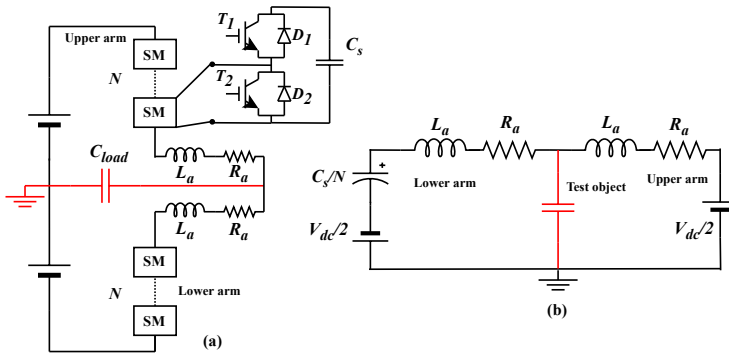 Upper arm
SM
N
SM
T1
D1
Cs
T2
D2
La
Ra
Cload
La
Ra
SM
N
Lower arm
SM
(a)
La
Ra
La
Ra
+
Cs/N
Lower arm
Test object
Upper arm
Vdc/2
Vdc/2
(b)